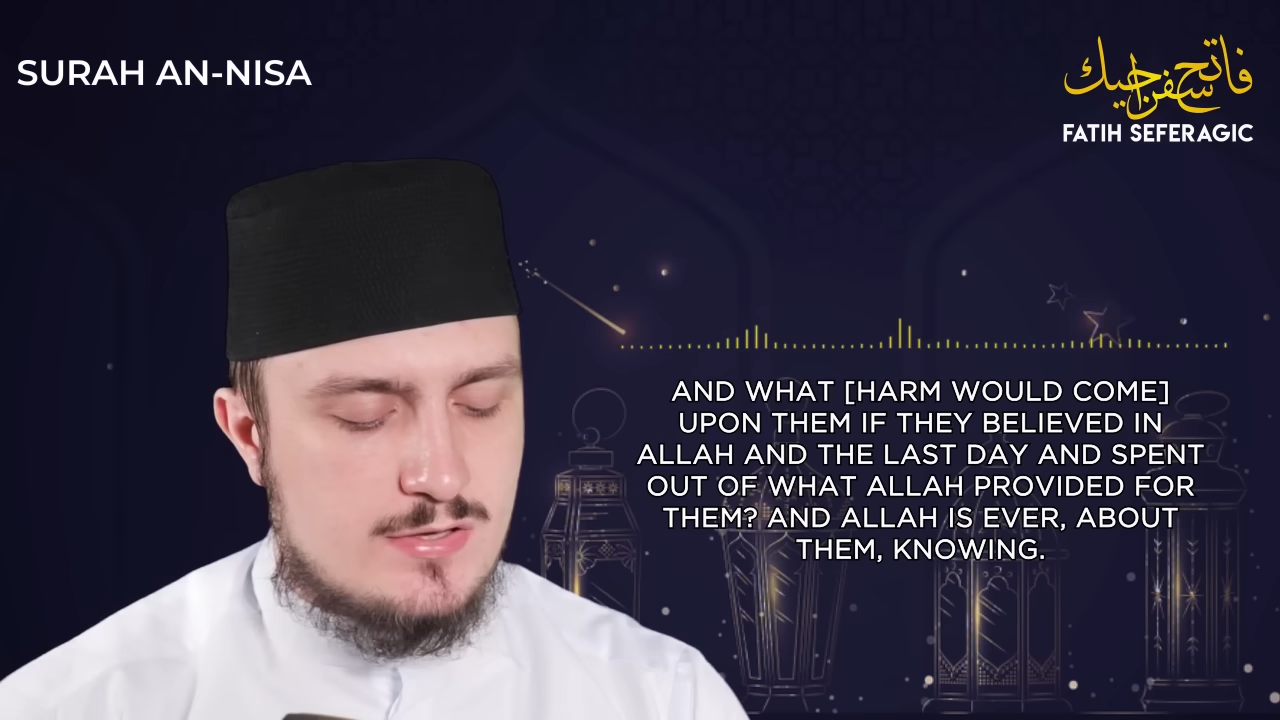 SURAH AN-NISA
فاتح سفراجيك
FATIH SEFERAGIC
AND WHAT [HARM WOULD COME]
UPON THEM IF THEY BELIEVED IN
ALLAH AND THE LAST DAY AND SPENT
OUT OF WHAT ALLAH PROVIDED FOR
THEM? AND ALLAH IS EVER, ABOUT
THEM, KNOWING.